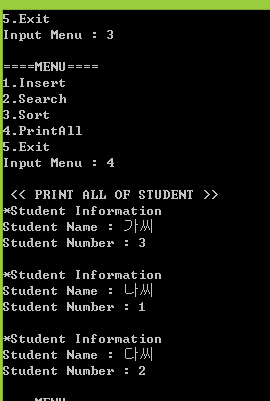 5.Exit
Input Menu : 3
====MENU====
1.Insert
2.Search
3.Sort
4.PrintAll
5.Exit
Input Menu : 4
<< PRINT ALL OF STUDENT >>
*Student Information
Student Name : 가씨
Student Number : 3
*Student Information
Student Name : 나씨
Student Number : 1
*Student Information
Student Name : 다씨
Student Number : 2
====MENU====